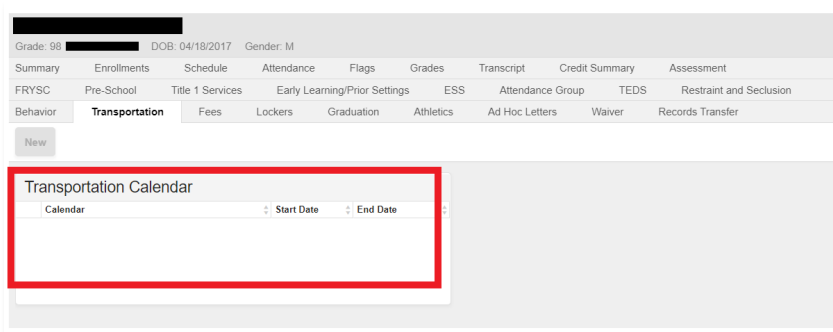 Grade: 98 DOB: 04/18/2017 Gender: M
Summary Enrollments Schedule Attendance Flags Grades Transcript Credit Summary Assessment
FRYSC Pre-School Title 1 Services Early Learning/Prior Settings ESS Attendance Group TEDS Restraint and Seclusion
Behavior Transportation Fees Lockers Graduation Athletics Ad Hoc Letters Waiver Records Transfer
New
Transportation Calendar
Calendar Start Date End Date